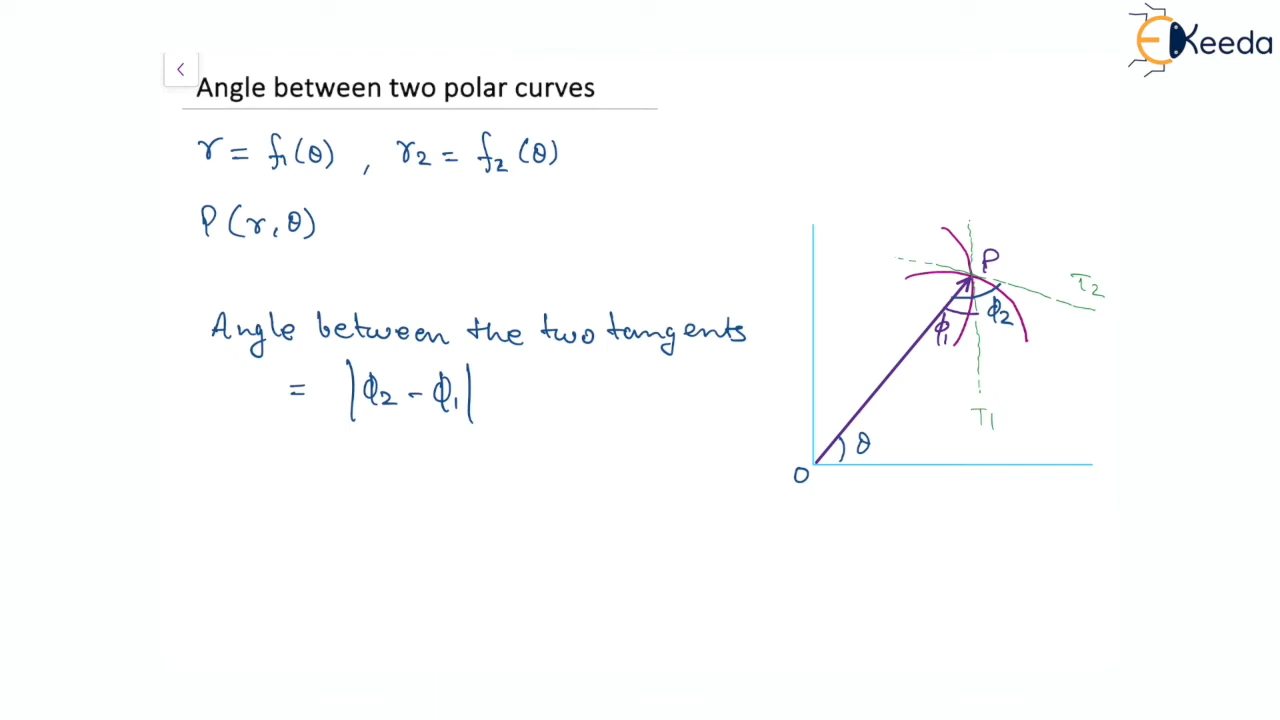 EKeeda
Angle between two polar curves
r = f₁(θ) , r₂ = f₂(θ)
P(r, θ)
Angle between the two tangents
= |ϕ₂ - ϕ₁|
P
T₂
ϕ₁ ϕ₂
T₁
θ
O